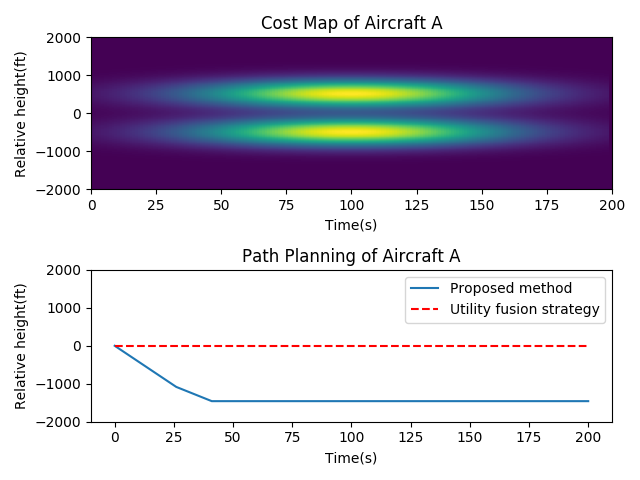 Cost Map of Aircraft A
2000
1000
0
−1000
−2000
Relative height(ft)
0 25 50 75 100 125 150 175 200
Time(s)
Path Planning of Aircraft A
2000
1000
0
−1000
−2000
Relative height(ft)
Proposed method
Utility fusion strategy
0 25 50 75 100 125 150 175 200
Time(s)